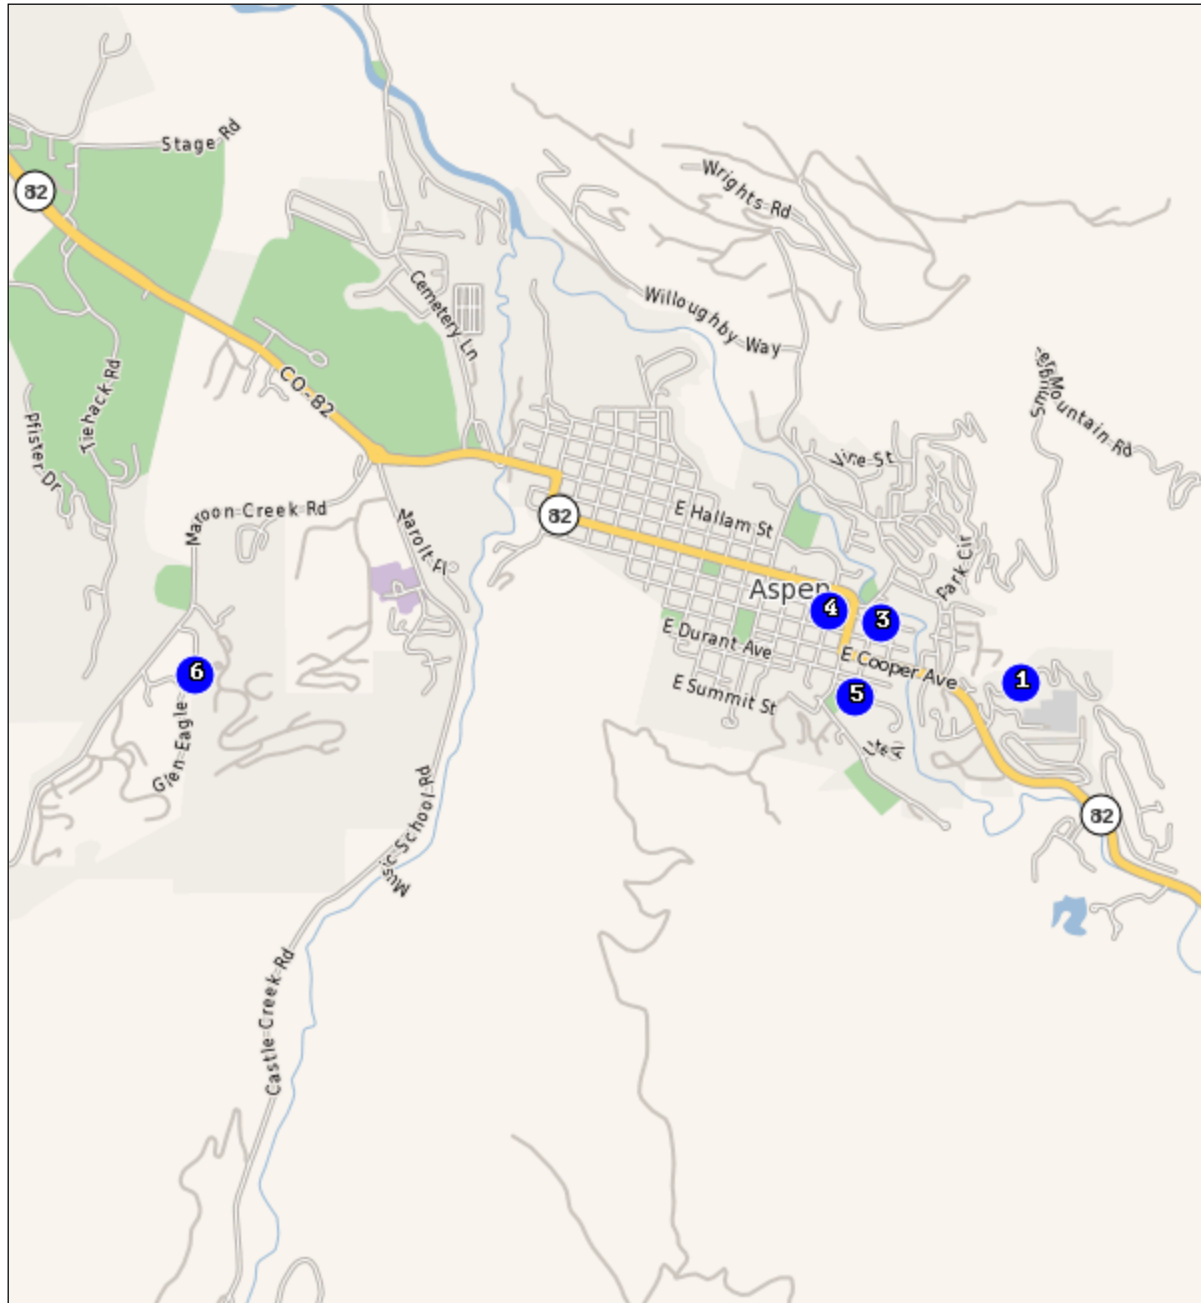 Stage Rd
82
Wrights Rd
Cemetery Ln
Willoughby Way
CO-82
Tiehack Rd
Pfister Dr
Mountain Rd
Vine St
Maroon Creek Rd
82
E Hallam St
Park Cir
Aspen
4
3
E Durant Ave
E Cooper Ave
6
1
E Summit St
5
Glen Eagle
82
Music School Rd
Castle Creek Rd